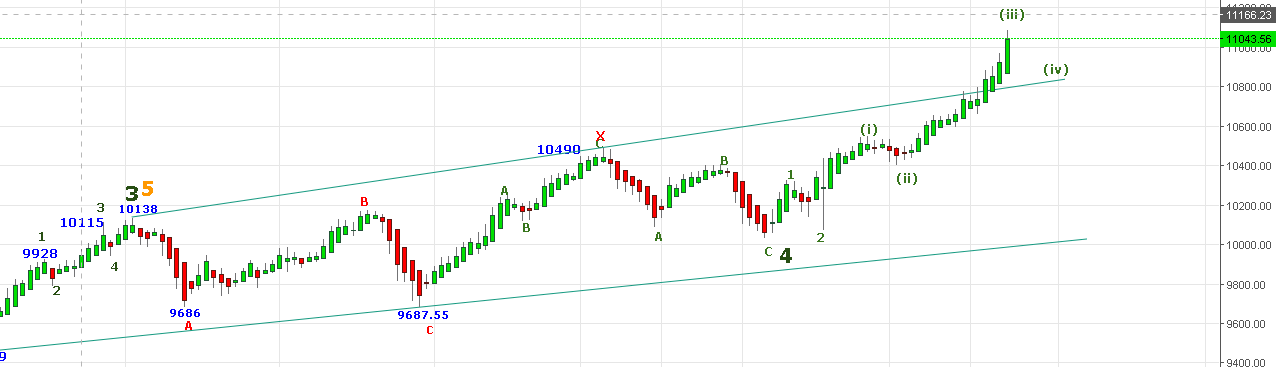 (iii)
11166.23
11043.56
11000.00
(iv)
10800.00
10600.00
10400.00
10200.00
10000.00
9800.00
9600.00
9400.00
X
C
10490
(i)
(ii)
B
1
2
3 5
10138
3
10115
1
9928
4
2
B
A
B
A
C 4
9686
A
9687.55
C
9